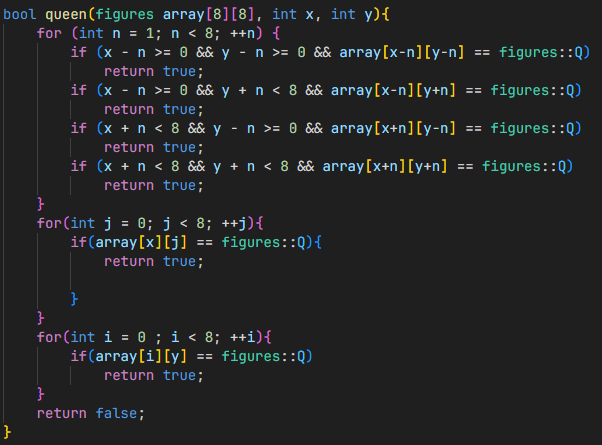 bool queen(figures array[8][8], int x, int y){
    for (int n = 1; n < 8; ++n) {
        if (x - n >= 0 && y - n >= 0 && array[x-n][y-n] == figures::Q)
            return true;
        if (x - n >= 0 && y + n < 8 && array[x-n][y+n] == figures::Q)
            return true;
        if (x + n < 8 && y - n >= 0 && array[x+n][y-n] == figures::Q)
            return true;
        if (x + n < 8 && y + n < 8 && array[x+n][y+n] == figures::Q)
            return true;
    }
    for(int j = 0; j < 8; ++j){
        if(array[x][j] == figures::Q){
            return true;

        }
    }
    for(int i = 0 ; i < 8; ++i){
        if(array[i][y] == figures::Q)
            return true;
    }
    return false;
}